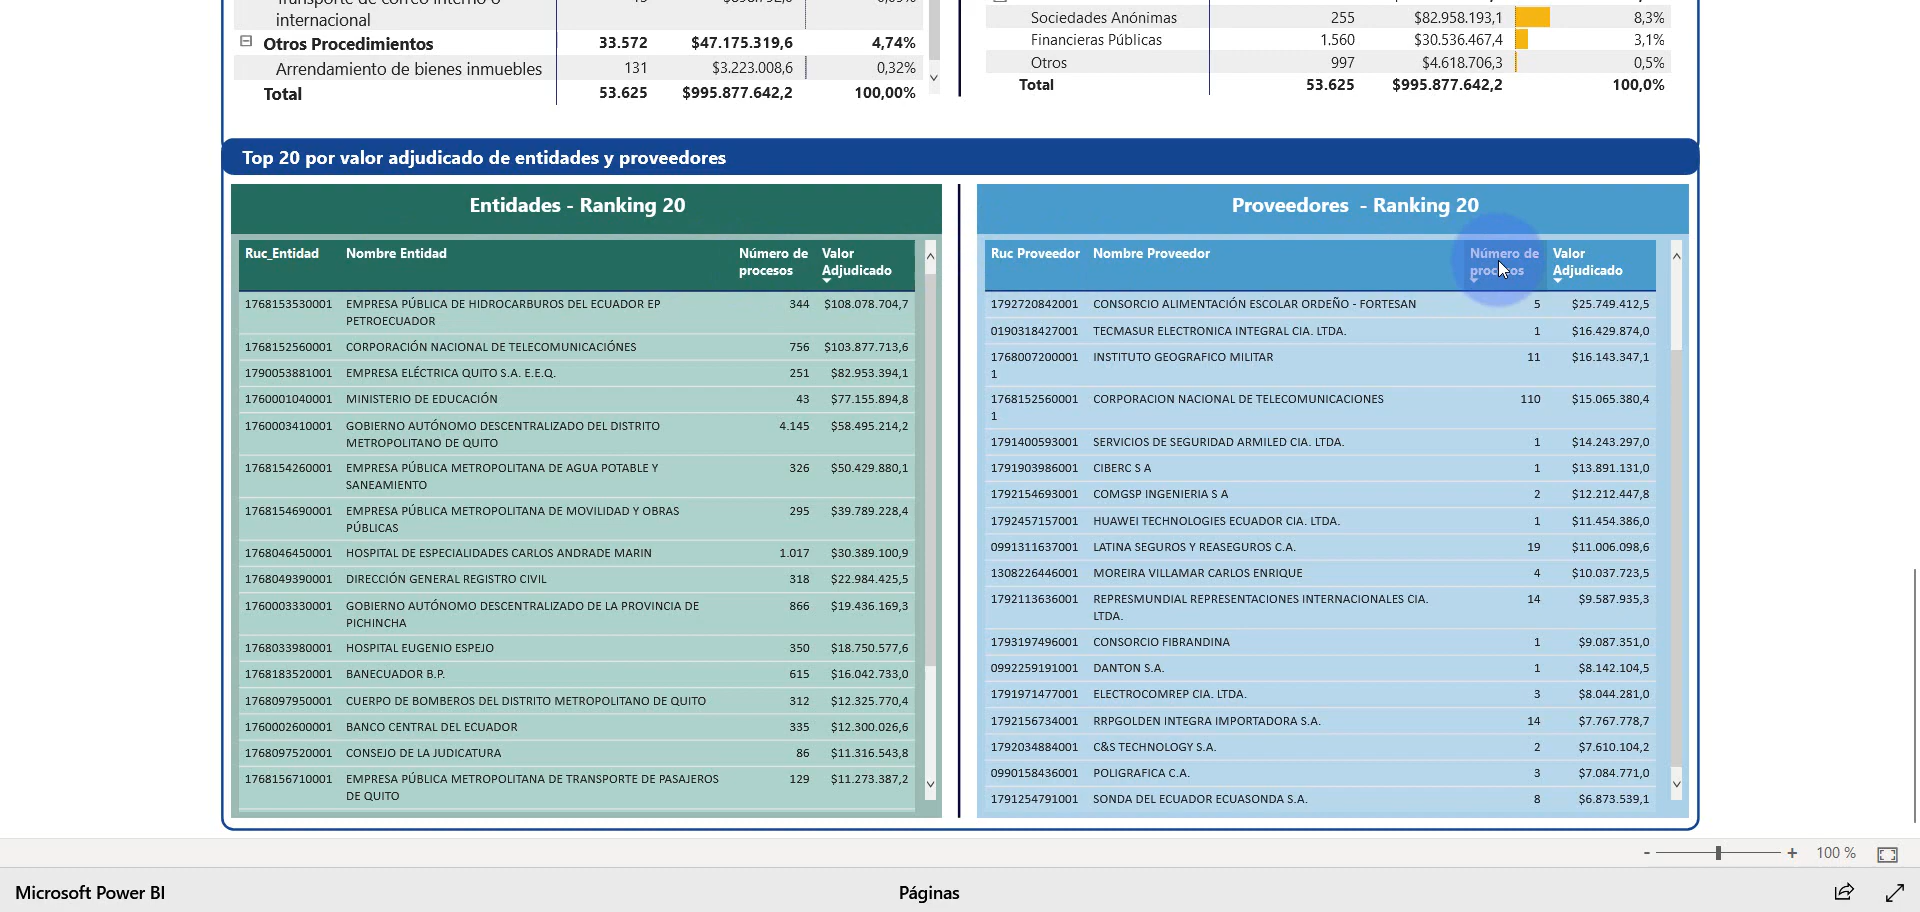 Transporte de correo interno o
internacional
Otros Procedimientos 33.572 $47.175.319,6 4,74%
Arrendamiento de bienes inmuebles 131 $3.223.008,6 0,32%
Total 53.625 $995.877.642,2 100,00%
Sociedades Anónimas 255 $82.958.193,1 8,3%
Financieras Públicas 1.560 $30.536.467,4 3,1%
Otros 997 $4.618.706,3 0,5%
Total 53.625 $995.877.642,2 100,0%
Top 20 por valor adjudicado de entidades y proveedores
Entidades - Ranking 20
Ruc_Entidad Nombre Entidad Número de Valor
procesos Adjudicado
1768153530001 EMPRESA PÚBLICA DE HIDROCARBUROS DEL ECUADOR EP 344 $108.078.704,7
PETROECUADOR
1768152560001 CORPORACIÓN NACIONAL DE TELECOMUNICACIÓNES 756 $103.877.713,6
1790053881001 EMPRESA ELÉCTRICA QUITO S.A. E.E.Q. 251 $82.953.394,1
1760001040001 MINISTERIO DE EDUCACIÓN 43 $77.155.894,8
1760003410001 GOBIERNO AUTÓNOMO DESCENTRALIZADO DEL DISTRITO 4.145 $58.495.214,2
METROPOLITANO DE QUITO
1768154260001 EMPRESA PÚBLICA METROPOLITANA DE AGUA POTABLE Y 326 $50.429.880,1
SANEAMIENTO
1768154690001 EMPRESA PÚBLICA METROPOLITANA DE MOVILIDAD Y OBRAS 295 $39.789.228,4
PÚBLICAS
1768046450001 HOSPITAL DE ESPECIALIDADES CARLOS ANDRADE MARIN 1.017 $30.389.100,9
1768049390001 DIRECCIÓN GENERAL REGISTRO CIVIL 318 $22.984.425,5
1760003330001 GOBIERNO AUTÓNOMO DESCENTRALIZADO DE LA PROVINCIA DE 866 $19.436.169,3
PICHINCHA
1768033980001 HOSPITAL EUGENIO ESPEJO 350 $18.750.577,6
1768183520001 BANECUADOR B.P. 615 $16.042.733,0
1768097950001 CUERPO DE BOMBEROS DEL DISTRITO METROPOLITANO DE QUITO 312 $12.325.770,4
1760002600001 BANCO CENTRAL DEL ECUADOR 335 $12.300.026,6
1768097520001 CONSEJO DE LA JUDICATURA 86 $11.316.543,8
1768156710001 EMPRESA PÚBLICA METROPOLITANA DE TRANSPORTE DE PASAJEROS 129 $11.273.387,2
DE QUITO
Proveedores - Ranking 20
Ruc Proveedor Nombre Proveedor Número de Valor
procesos Adjudicado
1792720842001 CONSORCIO ALIMENTACIÓN ESCOLAR ORDEÑO - FORTESAN 5 $25.749.412,5
0190318427001 TECMASUR ELECTRONICA INTEGRAL CIA. LTDA. 1 $16.429.874,0
1768007200001 INSTITUTO GEOGRAFICO MILITAR 11 $16.143.347,1
1
1768152560001 CORPORACION NACIONAL DE TELECOMUNICACIONES 110 $15.065.380,4
1
1791400593001 SERVICIOS DE SEGURIDAD ARMILED CIA. LTDA. 1 $14.243.297,0
1791903986001 CIBERC S A 1 $13.891.131,0
1792154693001 COMGSP INGENIERIA S A 2 $12.212.447,8
1792457157001 HUAWEI TECHNOLOGIES ECUADOR CIA. LTDA. 1 $11.454.386,0
0991311637001 LATINA SEGUROS Y REASEGUROS C.A. 19 $11.006.098,6
1308226446001 MOREIRA VILLAMAR CARLOS ENRIQUE 4 $10.037.723,5
1792113636001 REPRESMUNDIAL REPRESENTACIONES INTERNACIONALES CIA. 14 $9.587.935,3
LTDA.
1793197496001 CONSORCIO FIBRANDINA 1 $9.087.351,0
0992259191001 DANTON S.A. 1 $8.142.104,5
1791971477001 ELECTROCOMREP CIA. LTDA. 3 $8.044.281,0
1792156734001 RRPGOLDEN INTEGRA IMPORTADORA S.A. 14 $7.767.778,7
1792034884001 C&S TECHNOLOGY S.A. 2 $7.610.104,2
0990158436001 POLIGRAFICA C.A. 3 $7.084.771,0
1791254791001 SONDA DEL ECUADOR ECUASONDA S.A. 8 $6.873.539,1
- + 100 %
Microsoft Power BI Páginas